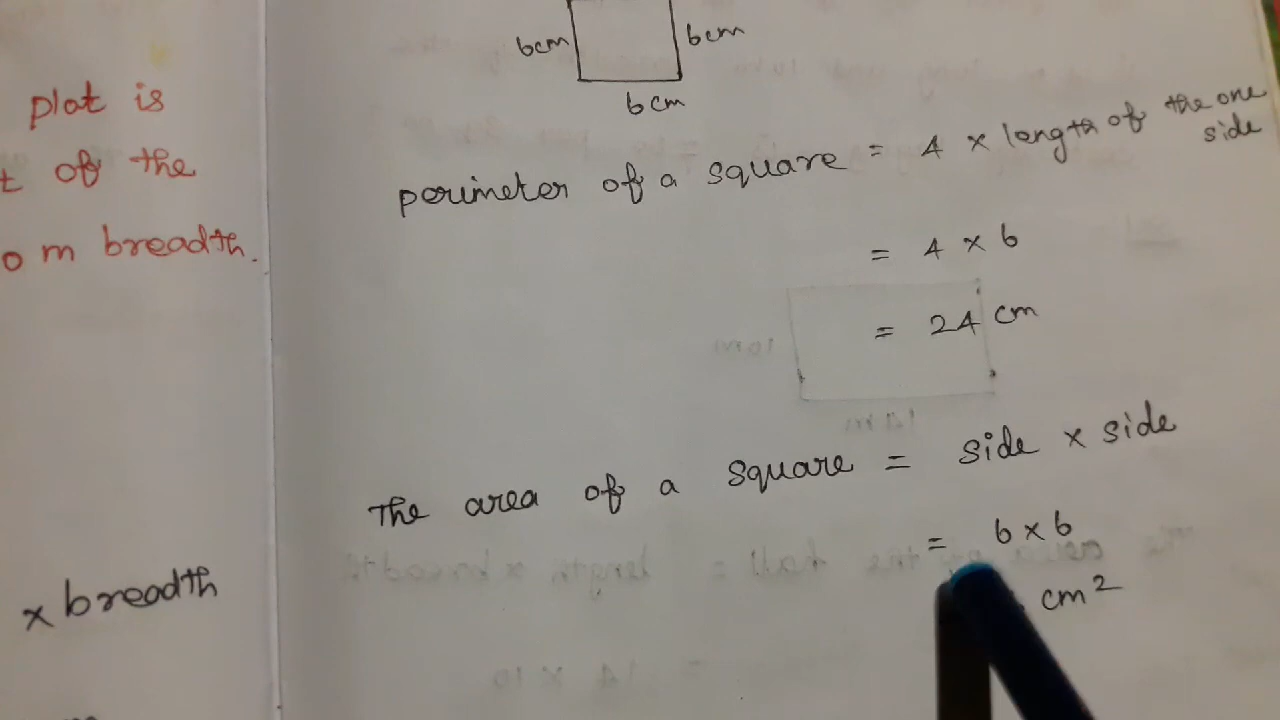 plot is
t of the
o m breadth.
x breadth
6cm 6cm
6cm
perimeter of a square = 4 x length of the one
side
= 4 x 6
= 24 cm
The area of a square = side x side
= 6 x 6
cm²